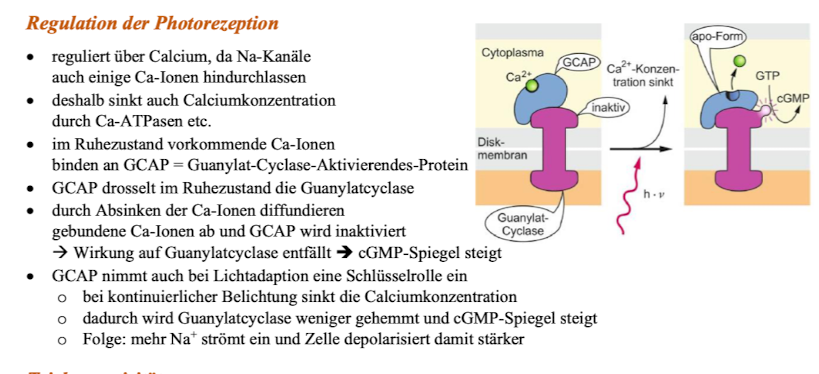 Regulation der Photorezeption
• reguliert über Calcium, da Na-Kanäle
auch einige Ca-Ionen hindurchlassen
• deshalb sinkt auch Calciumkonzentration
durch Ca-ATPasen etc.
• im Ruhezustand vorkommende Ca-Ionen
binden an GCAP = Guanylat-Cyclase-Aktivierendes-Protein
• GCAP drosselt im Ruhezustand die Guanylatcyclase
• durch Absinken der Ca-Ionen diffundieren
gebundene Ca-Ionen ab und GCAP wird inaktiviert
→ Wirkung auf Guanylatcyclase entfällt ➔ cGMP-Spiegel steigt
• GCAP nimmt auch bei Lichtadaption eine Schlüsselrolle ein
o bei kontinuierlicher Belichtung sinkt die Calciumkonzentration
o dadurch wird Guanylatcyclase weniger gehemmt und cGMP-Spiegel steigt
o Folge: mehr Na⁺ strömt ein und Zelle depolarisiert damit stärker
Cytoplasma
GCAP
Ca²⁺
inaktiv
Disk-
membran
Guanylat-
Cyclase
Ca²⁺-Konzen-
tration sinkt
h · ν
apo-Form
GTP
cGMP